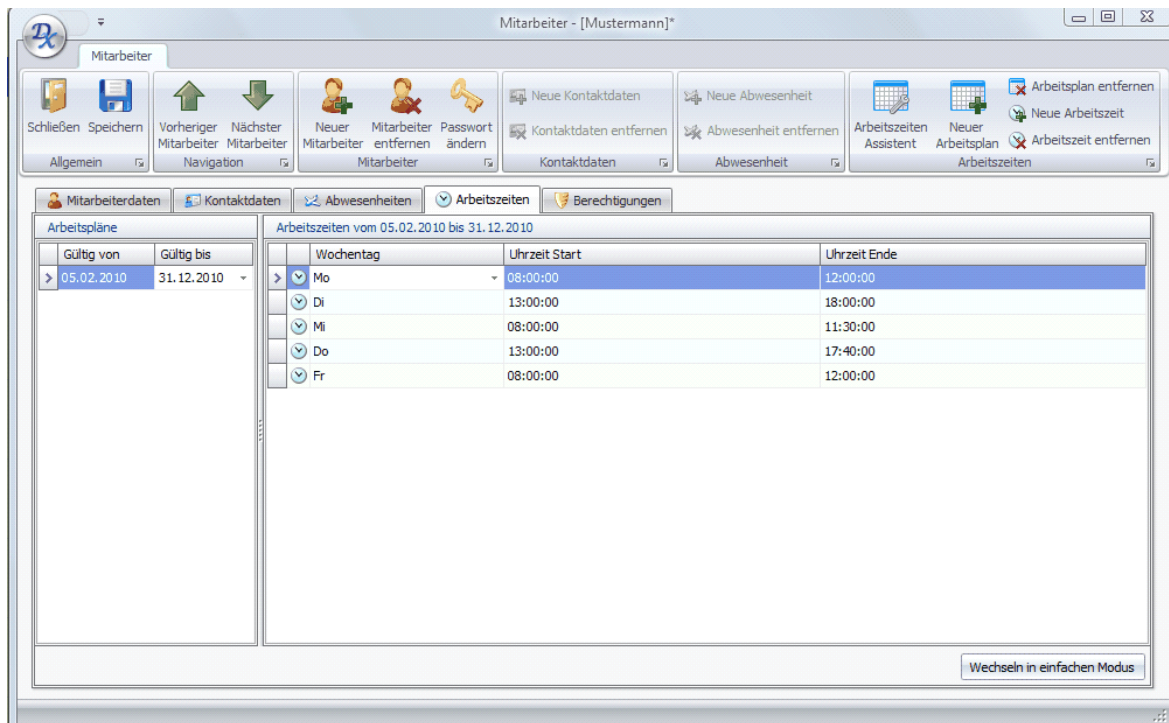 Mitarbeiter - [Mustermann]*
Mitarbeiter
Schließen Speichern
Allgemein
Vorheriger Mitarbeiter
Nächster Mitarbeiter
Navigation
Neuer Mitarbeiter
Mitarbeiter entfernen
Passwort ändern
Mitarbeiter
Neue Kontaktdaten
Kontaktdaten entfernen
Kontaktdaten
Neue Abwesenheit
Abwesenheit entfernen
Abwesenheit
Arbeitszeiten Assistent
Neuer Arbeitsplan
Arbeitsplan entfernen
Neue Arbeitszeit
Arbeitszeit entfernen
Arbeitszeiten
Mitarbeiterdaten Kontaktdaten Abwesenheiten Arbeitszeiten Berechtigungen
Arbeitspläne
Gültig von Gültig bis
05.02.2010 31.12.2010
Arbeitszeiten vom 05.02.2010 bis 31.12.2010
Wochentag Uhrzeit Start Uhrzeit Ende
Mo 08:00:00 12:00:00
Di 13:00:00 18:00:00
Mi 08:00:00 11:30:00
Do 13:00:00 17:40:00
Fr 08:00:00 12:00:00
Wechseln in einfachen Modus